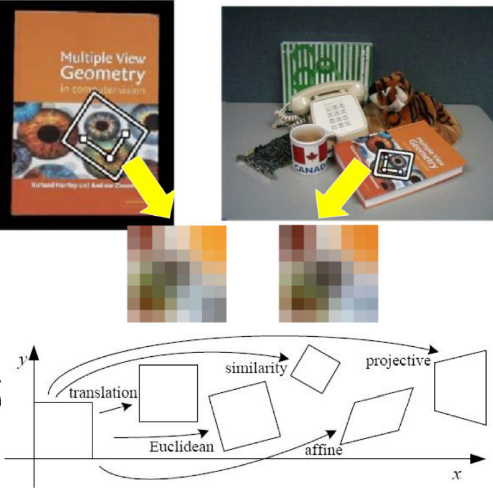 Multiple View
Geometry
in computer vision
Richard Hartley and Andrew
Multiple View
Geometry
CANADA
y
translation
Euclidean
similarity
affine
projective
x